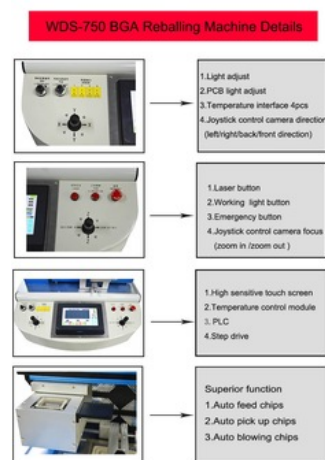 WDS-750 BGA Reballing Machine Details
1.Light adjust
2.PCB light adjust
3.Temperature interface 4pcs
4.Joystick control camera direction
(left/right/back/front direction)
1.Laser button
2.Working light button
3.Emergency button
4.Joystick control camera focus
(zoom in /zoom out )
1.High sensitive touch screen
2.Temperature control module
3. PLC
4.Step drive
Superior function
1.Auto feed chips
2.Auto pick up chips
3.Auto blowing chips